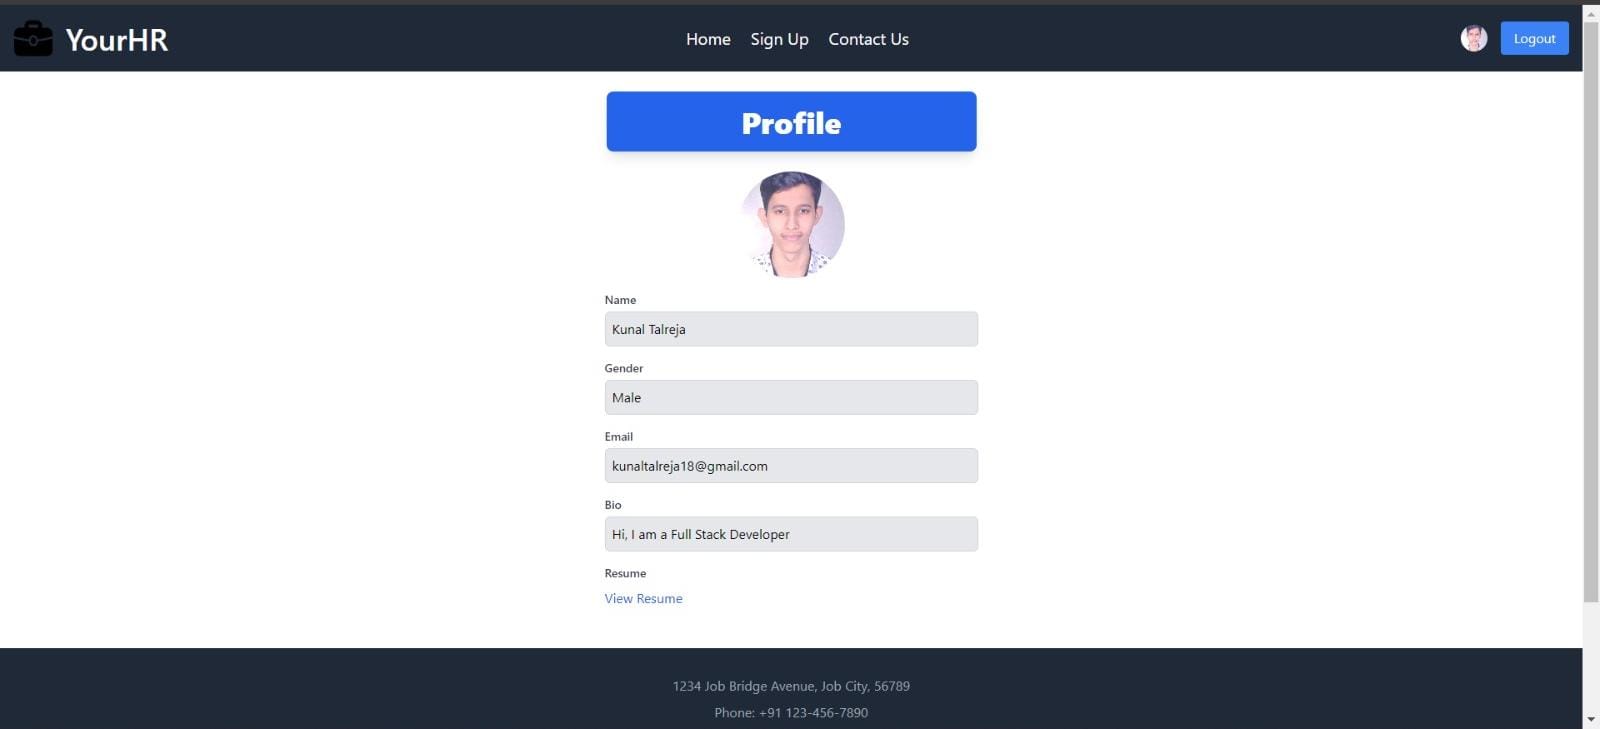 YourHR
Home Sign Up Contact Us
Logout
Profile
Name
Kunal Talreja
Gender
Male
Email
kunaltalreja18@gmail.com
Bio
Hi, I am a Full Stack Developer
Resume
View Resume
1234 Job Bridge Avenue, Job City, 56789
Phone: +91 123-456-7890